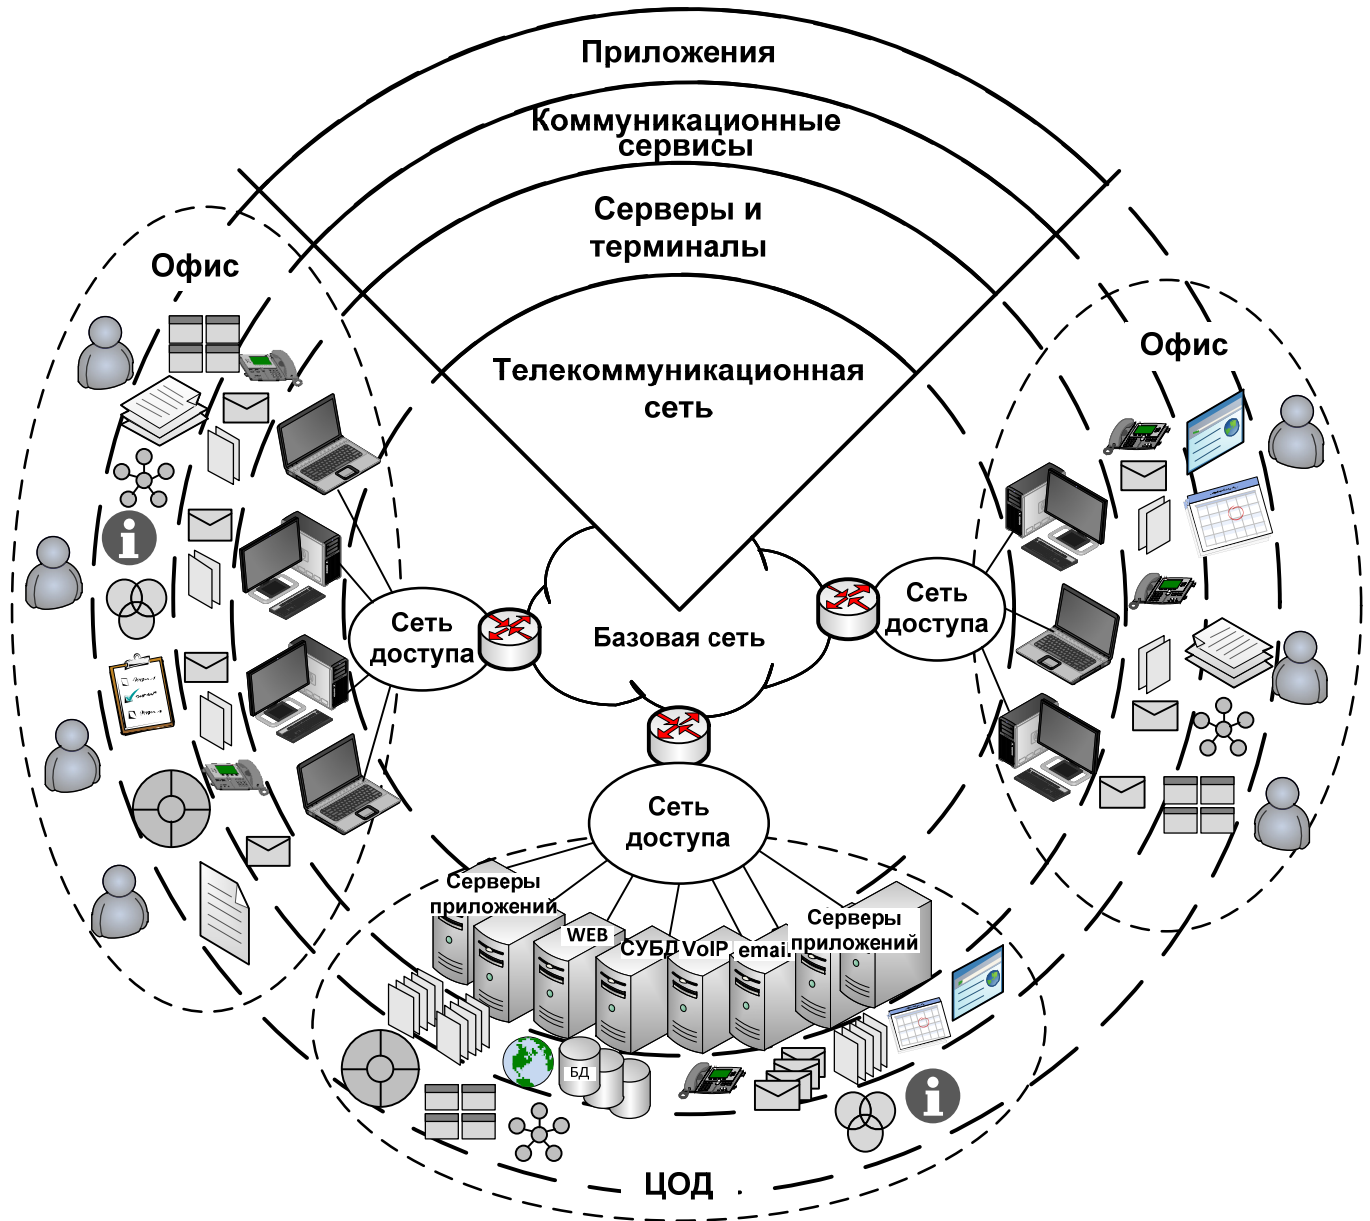 Приложения
Коммуникационные
сервисы
Серверы и
терминалы
Офис
Офис
Телекоммуникационная
сеть
Сеть
доступа
Базовая сеть
Сеть
доступа
Сеть
доступа
Серверы
приложений
WEB
СУБД
VoIP
email
Серверы
приложений
БД
ЦОД